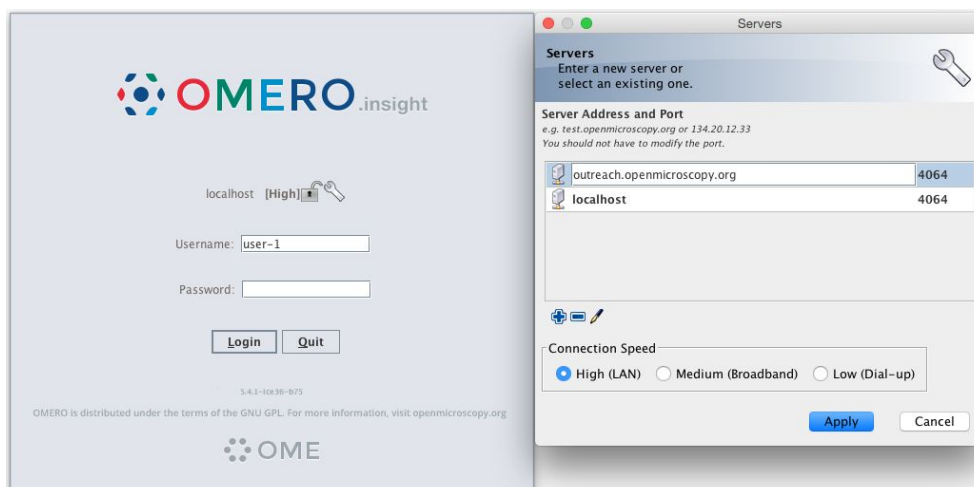 OMERO.insight
localhost [High]
Username: user-1
Password:
Login Quit
5.4.1-ice36-b75
OMERO is distributed under the terms of the GNU GPL. For more information, visit openmicroscopy.org
OME
Servers
Servers
Enter a new server or
select an existing one.
Server Address and Port
e.g. test.openmicroscopy.org or 134.20.12.33
You should not have to modify the port.
outreach.openmicroscopy.org 4064
localhost 4064
Connection Speed
High (LAN) Medium (Broadband) Low (Dial-up)
Apply Cancel